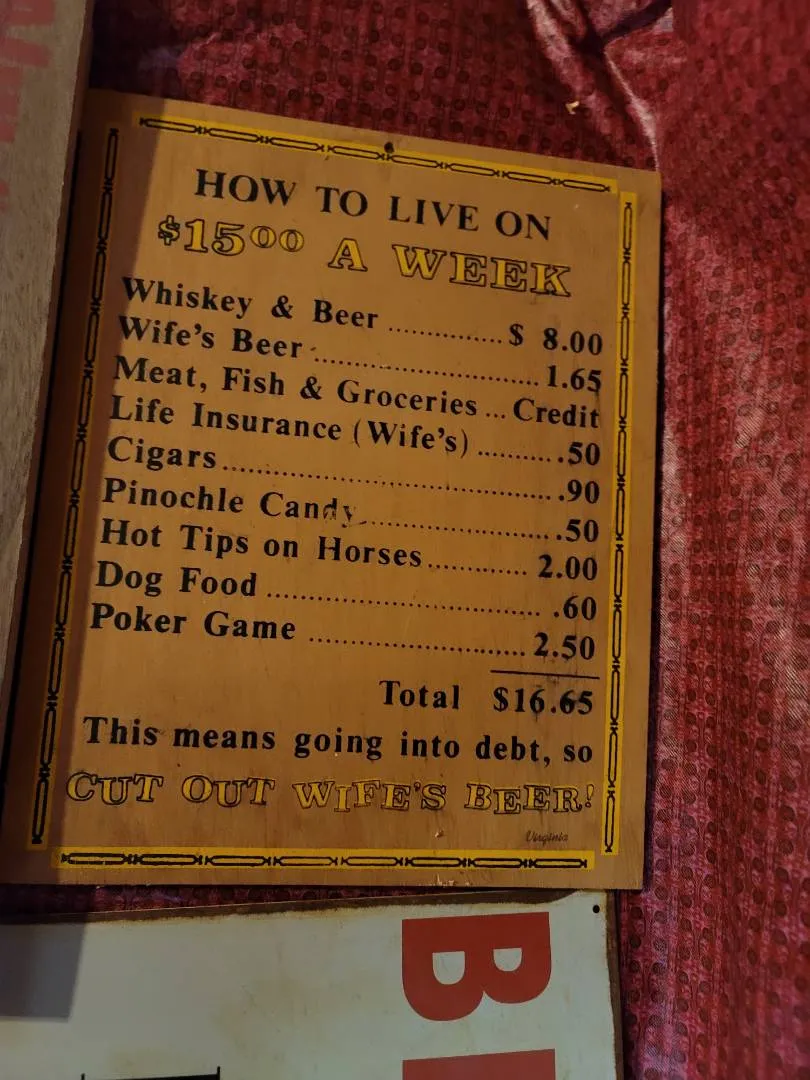 HOW TO LIVE ON
$15⁰⁰ A WEEK
Whiskey & Beer ............. $ 8.00
Wife's Beer .......................... 1.65
Meat, Fish & Groceries ... Credit
Life Insurance (Wife's) .......... .50
Cigars ....................................... .90
Pinochle Candy ........................ .50
Hot Tips on Horses ............ 2.00
Dog Food ................................ .60
Poker Game .......................... 2.50
Total $16.65
This means going into debt, so
CUT OUT WIFE'S BEER!
Virginia
B